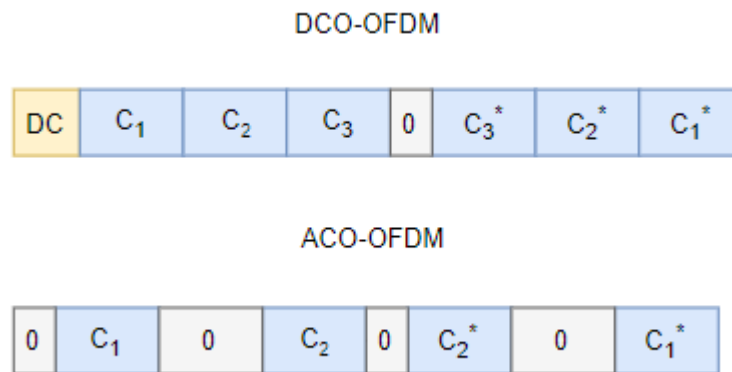 DCO-OFDM
DC C₁ C₂ C₃ 0 C₃* C₂* C₁*
ACO-OFDM
0 C₁ 0 C₂ 0 C₂* 0 C₁*